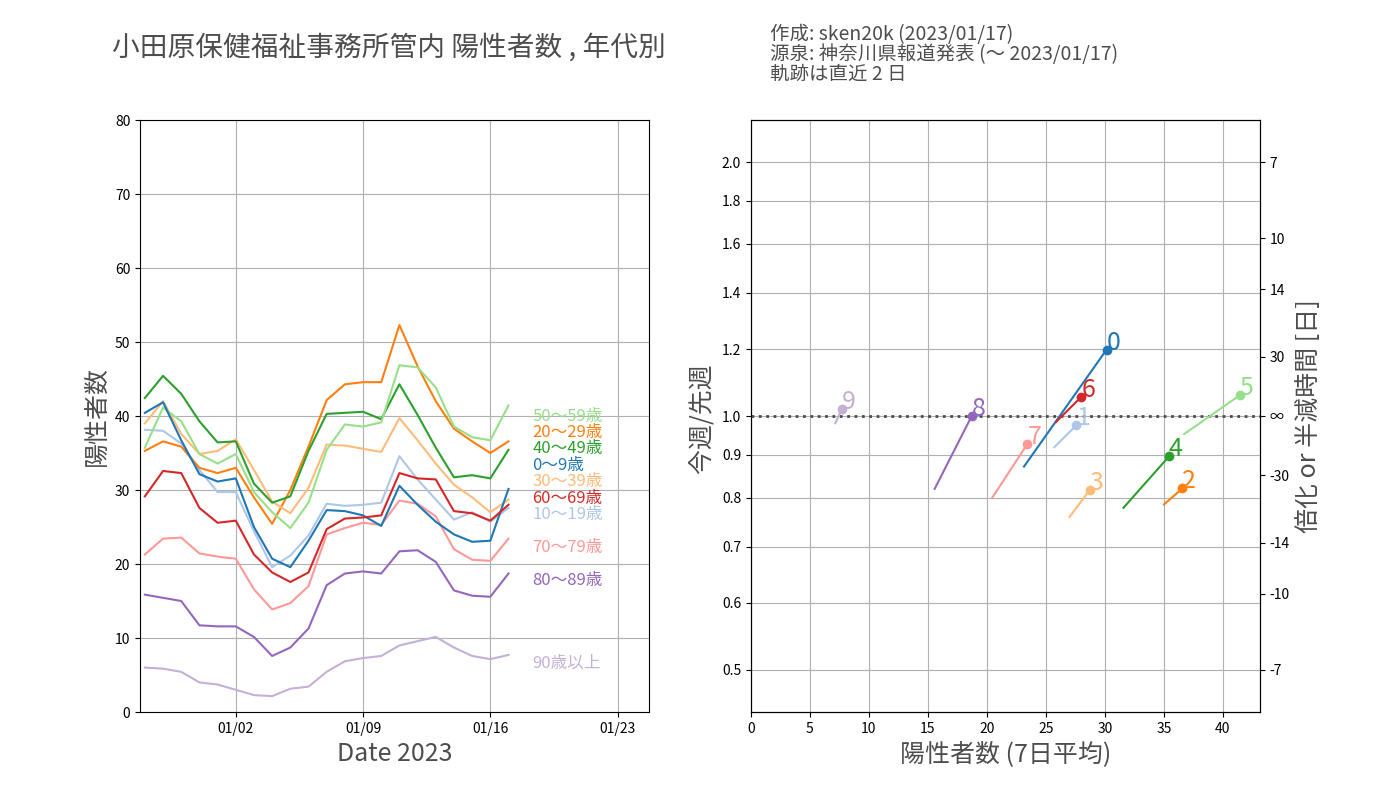 小田原保健福祉事務所管内 陽性者数 , 年代別
作成: sken20k (2023/01/17)
源泉: 神奈川県報道発表 (～ 2023/01/17)
軌跡は直近 2 日
陽性者数
80
70
60
50
40
30
20
10
0
01/02
01/09
01/16
01/23
Date 2023
50～59歳
20～29歳
40～49歳
0～9歳
30～39歳
60～69歳
10～19歳
70～79歳
80～89歳
90歳以上
今週/先週
2.0
1.8
1.6
1.4
1.2
1.0
0.9
0.8
0.7
0.6
0.5
9
8
7
0
6
1
3
4
2
5
0
5
10
15
20
25
30
35
40
陽性者数 (7日平均)
7
10
14
30
∞
-30
-14
-10
-7
倍化 or 半減時間 [日]